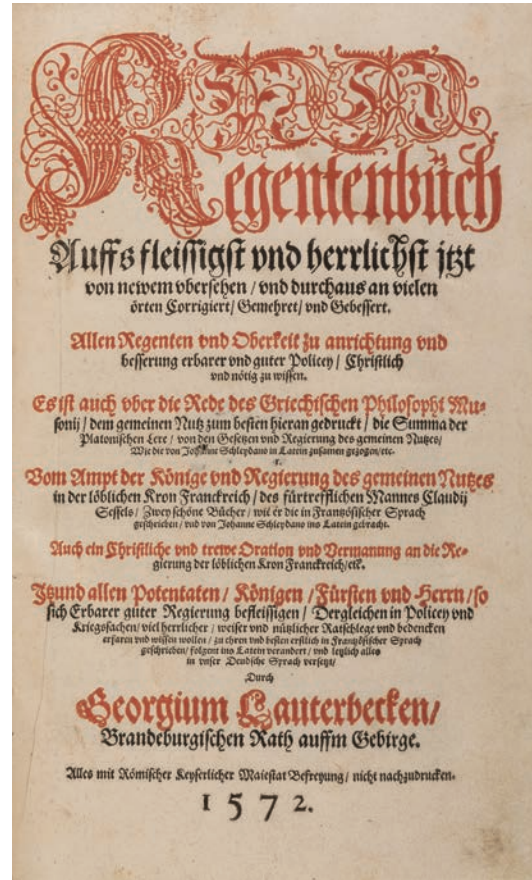 Regentenbuch
Auffs fleissigst vnd herrlichst jtzt
von newem vbersehen / vnd durchaus an vielen
örten Corrigiert / Gemehret / vnd Gebessert.
Allen Regenten vnd Oberkeit zu anrichtung vnd
besserung erbarer vnd guter Policey / Christlich
vnd nötig zu wissen.
Es ist auch vber die Rede des Griechischen Philosophi Mu-
sonij / dem gemeinen Nutz zum besten hieran gedruckt / die Summa der
Platonischen Lere / von den Gesetzen vnd Regierung des gemeinen Nutzes /
Wie die von Johanne Schleydano in Latein zusamen gezogen / etc.
Vom Ampt der Könige vnd Regierung des gemeinen Nutzes
in der löblichen Kron Franckreich / des fürtrefflichen Mannes Claudij
Sessels / Zwey schöne Bücher / wie er die in Frantzösischer Sprach
geschrieben / vnd von Johanne Schleydano ins Latein gebracht.
Auch ein Christliche vnd trewe Oration vnd Vermanung an die Re-
gierung der löblichen Kron Franckreich / etc.
Jtzund allen Potentaten / Königen / Fürsten vnd Herrn / so
sich Erbarer guter Regierung befleissigen / Dergleichen in Policey vnd
Kriegssachen / viel herrlicher / weiser vnd nützlicher Ratschlege vnd bedencken
erfaren vnd wissen wollen / zu ehren vnd besten erstlich in Frantzösischer Sprach
geschrieben / folgent ins Latein verandert / vnd letzlich alles
in vnser Deudsche Sprach versetzt /
Durch
Georgium Lauterbecken /
Brandeburgischen Rath auffm Gebirge.
Alles mit Römischer Keyserlicher Maiestat Befreyung / nicht nachzudrucken.
1572.